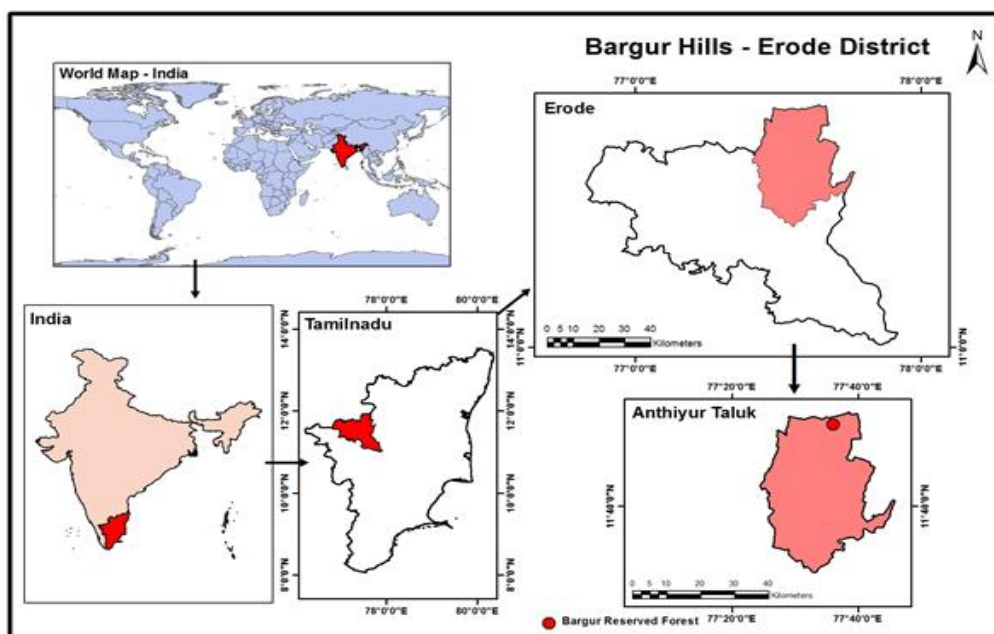 Bargur Hills - Erode District
N
World Map - India
77°0'0"E 78°0'0"E
Erode
0 5 10 20 30 40
Kilometers
11°0'0"N 11°0'0"N
77°0'0"E 78°0'0"E
India
78°0'0"E 80°0'0"E
Tamilnadu
14°0'0"N 14°0'0"N
12°0'0"N 12°0'0"N
10°0'0"N 10°0'0"N
8°0'0"N 8°0'0"N
78°0'0"E 80°0'0"E
77°20'0"E 77°40'0"E
Anthiyur Taluk
11°40'0"N 11°40'0"N
0 5 10 20 30 40
Kilometers
77°20'0"E 77°40'0"E
Bargur Reserved Forest